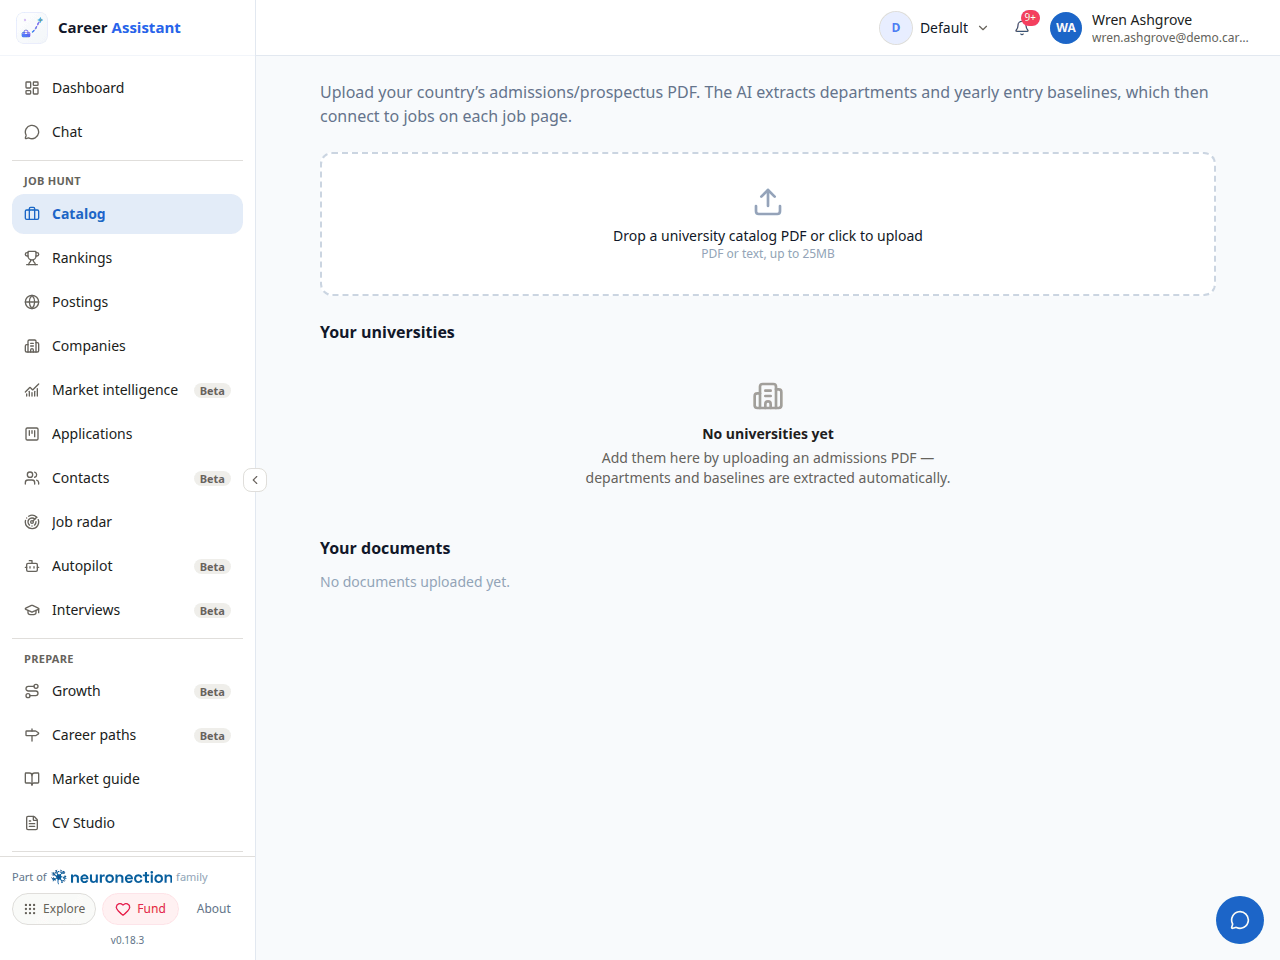 Career Assistant
D
Default
9+
WA
Wren Ashgrove
wren.ashgrove@demo.car...
Dashboard
Chat
JOB HUNT
Catalog
Rankings
Postings
Companies
Market intelligence Beta
Applications
Contacts Beta
Job radar
Autopilot Beta
Interviews Beta
PREPARE
Growth Beta
Career paths Beta
Market guide
CV Studio
Part of neuronection family
Explore
Fund
About
v0.18.3
Upload your country's admissions/prospectus PDF. The AI extracts departments and yearly entry baselines, which then
connect to jobs on each job page.
Drop a university catalog PDF or click to upload
PDF or text, up to 25MB
Your universities
No universities yet
Add them here by uploading an admissions PDF —
departments and baselines are extracted automatically.
Your documents
No documents uploaded yet.